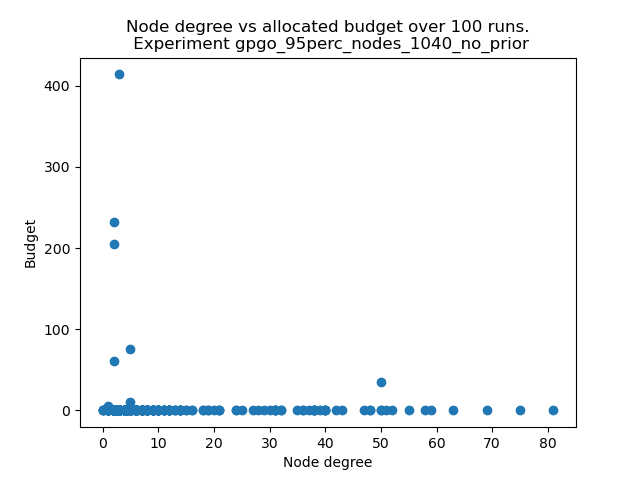 Node degree vs allocated budget over 100 runs.
Experiment gpgo_95perc_nodes_1040_no_prior
400
300
200
100
0
Budget
0 10 20 30 40 50 60 70 80
Node degree